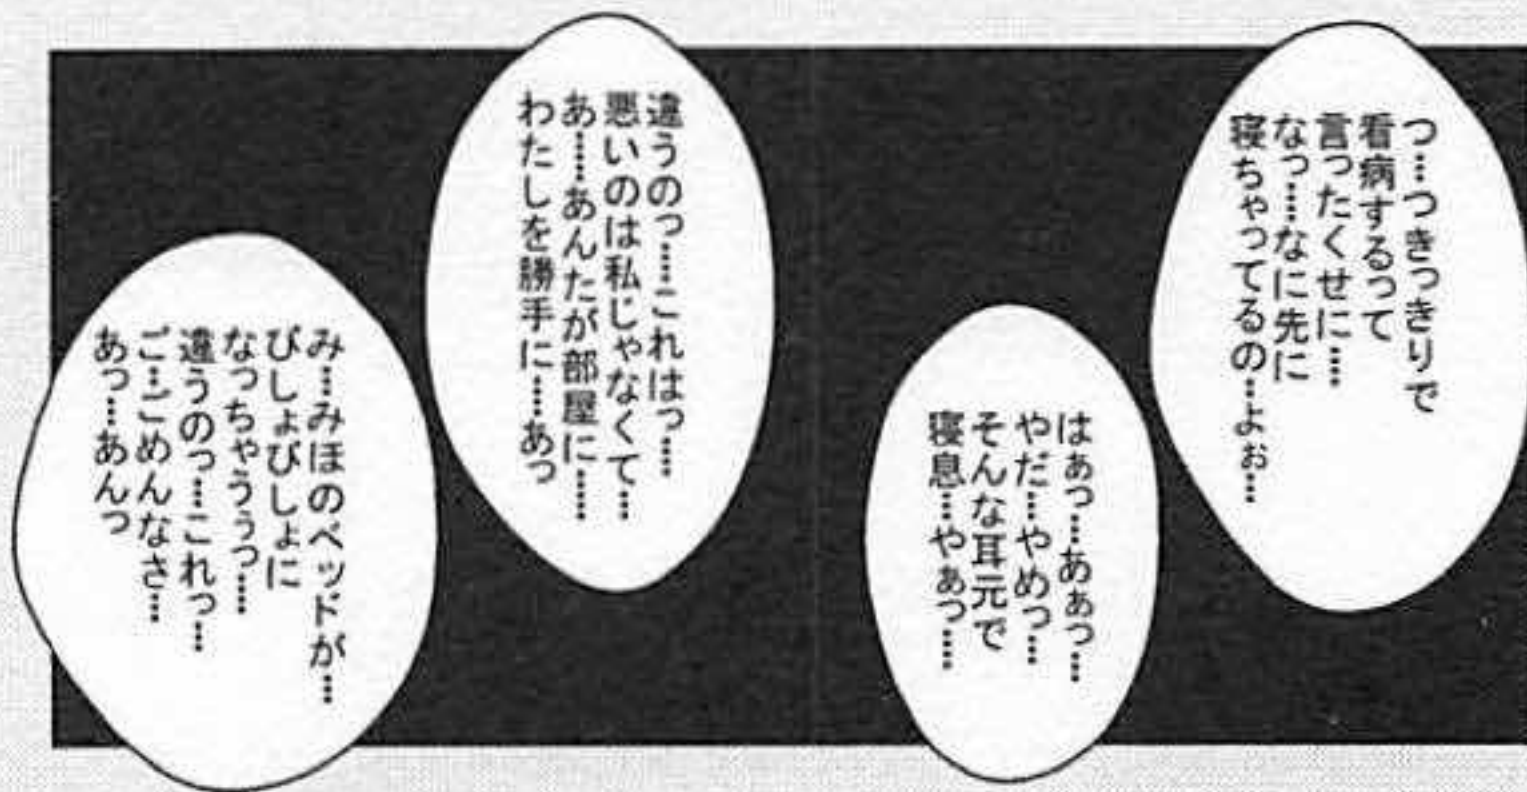 つ…つきっきりで
看病するって
言ったくせに……
なっ……なに先に
寝ちゃってるの…よぉ…
はぁっ……あぁっ…
やだ…やめっ…
そんな耳元で
寝息…やぁっ……
違うのっ……これはっ……
悪いのは私じゃなくて…
あ……あんたが部屋に……
わたしを勝手に……あっ
み……みほのベッドが…
びしょびしょに
なっちゃうぅっ……
違うのっ…これっ…
ご…ごめんなさ…
あっ…あんっ